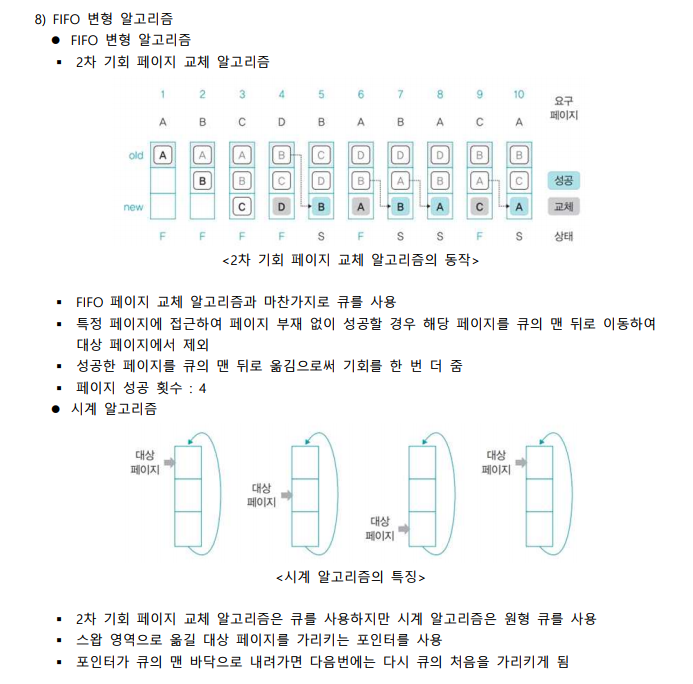 8) FIFO 변형 알고리즘
● FIFO 변형 알고리즘
▪ 2차 기회 페이지 교체 알고리즘
1 2 3 4 5 6 7 8 9 10 요구 페이지
A B C D B A B A C A
old A A A B C D D D B B
B B C D B A B A C 성공
new C D B A B A C A 교체
F F F F S F S S F S 상태
<2차 기회 페이지 교체 알고리즘의 동작>
▪ FIFO 페이지 교체 알고리즘과 마찬가지로 큐를 사용
▪ 특정 페이지에 접근하여 페이지 부재 없이 성공할 경우 해당 페이지를 큐의 맨 뒤로 이동하여
대상 페이지에서 제외
▪ 성공한 페이지를 큐의 맨 뒤로 옮김으로써 기회를 한 번 더 줌
▪ 페이지 성공 횟수 : 4
● 시계 알고리즘
대상
페이지
대상
페이지
대상
페이지
대상
페이지
<시계 알고리즘의 특징>
▪ 2차 기회 페이지 교체 알고리즘은 큐를 사용하지만 시계 알고리즘은 원형 큐를 사용
▪ 스왑 영역으로 옮길 대상 페이지를 가리키는 포인터를 사용
▪ 포인터가 큐의 맨 바닥으로 내려가면 다음번에는 다시 큐의 처음을 가리키게 됨